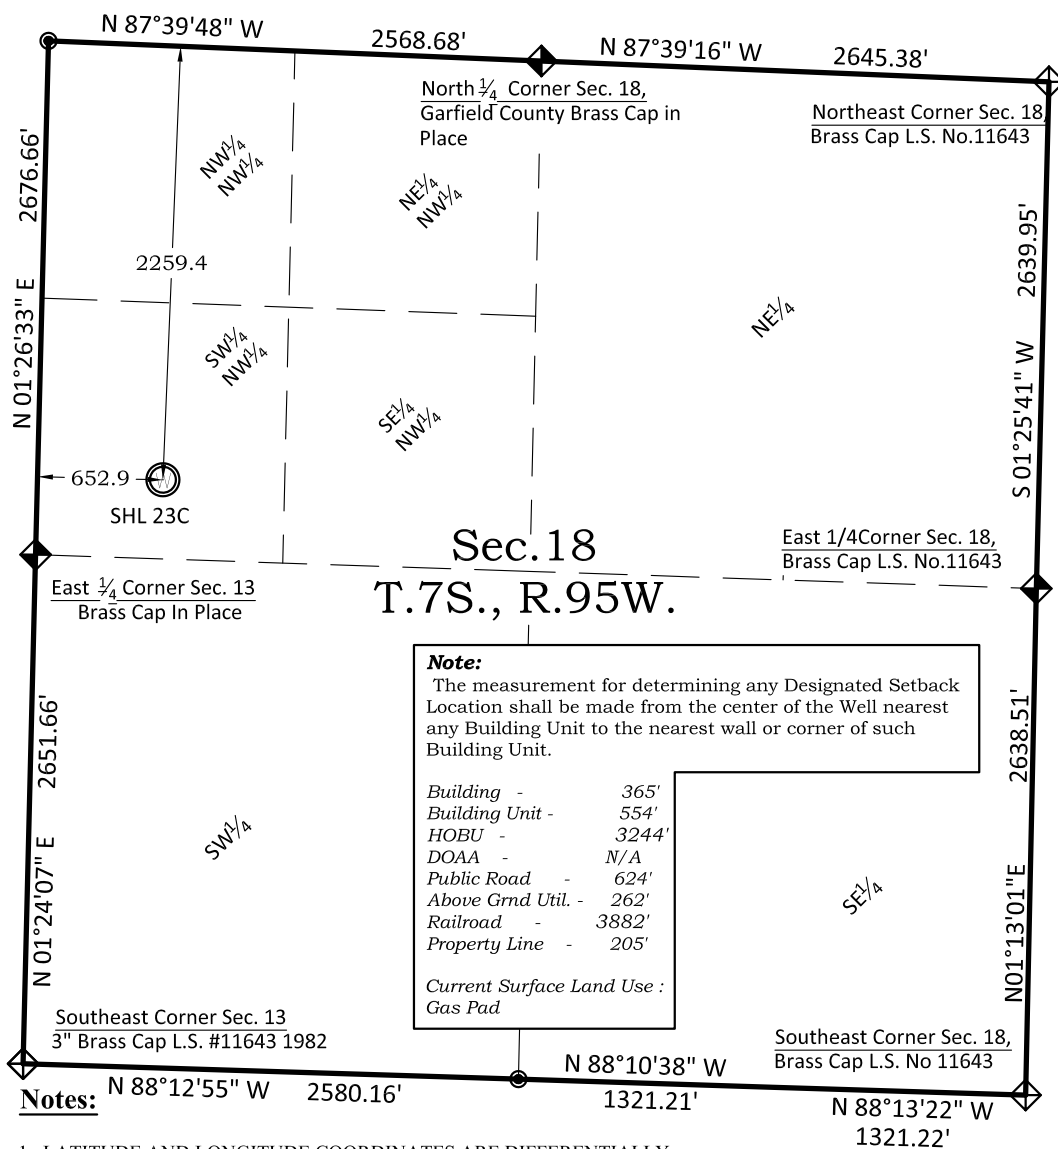 N 87°39'48" W
2568.68'
N 87°39'16" W
2645.38'
North 1/4 Corner Sec. 18,
Garfield County Brass Cap in
Place
Northeast Corner Sec. 18,
Brass Cap L.S. No.11643
2676.66'
N 01°26'33" E
NW1/4
NW1/4
NE1/4
NW1/4
2259.4
SW1/4
NW1/4
SE1/4
NW1/4
NE1/4
2639.95'
S 01°25'41" W
652.9
W
SHL 23C
Sec.18
T.7S., R.95W.
East 1/4Corner Sec. 18,
Brass Cap L.S. No.11643
East 1/4 Corner Sec. 13
Brass Cap In Place
Note:
The measurement for determining any Designated Setback
Location shall be made from the center of the Well nearest
any Building Unit to the nearest wall or corner of such
Building Unit.
Building - 365'
Building Unit - 554'
HOBU - 3244'
DOAA - N/A
Public Road - 624'
Above Grnd Util. - 262'
Railroad - 3882'
Property Line - 205'
Current Surface Land Use :
Gas Pad
2651.66'
N 01°24'07" E
SW1/4
SE1/4
2638.51'
N01°13'01"E
Southeast Corner Sec. 13
3" Brass Cap L.S. #11643 1982
Southeast Corner Sec. 18,
Brass Cap L.S. No 11643
N 88°12'55" W
2580.16'
N 88°10'38" W
1321.21'
N 88°13'22" W
1321.22'
Notes:
1. LATITUDE AND LONGITUDE COORDINATES ARE DIFFERENTIALLY